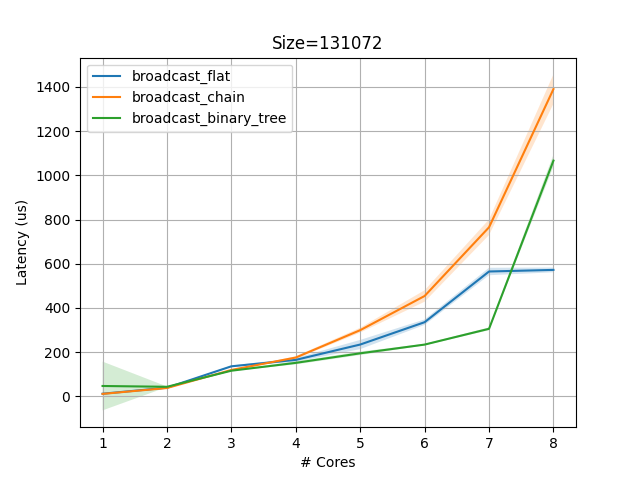 Size=131072
broadcast_flat
broadcast_chain
broadcast_binary_tree
Latency (us)
1400
1200
1000
800
600
400
200
0
1 2 3 4 5 6 7 8
# Cores